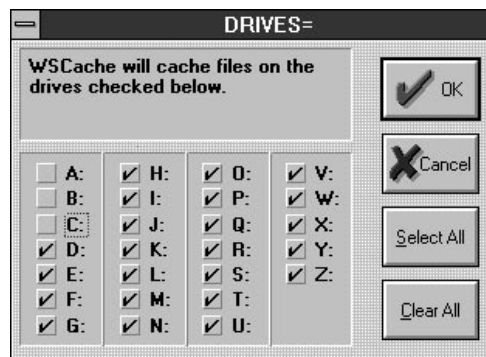 DRIVES=
WSCache will cache files on the
drives checked below.
OK
Cancel
Select All
Clear All
A:
B:
C:
D:
E:
F:
G:
H:
I:
J:
K:
L:
M:
N:
O:
P:
Q:
R:
S:
T:
U:
V:
W:
X:
Y:
Z: